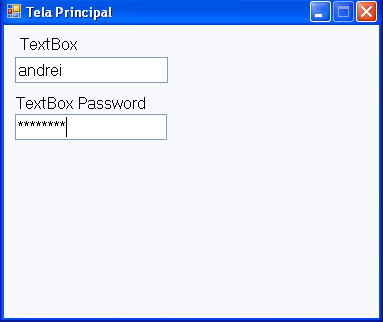 Tela Principal
TextBox
andrei
TextBox Password
********